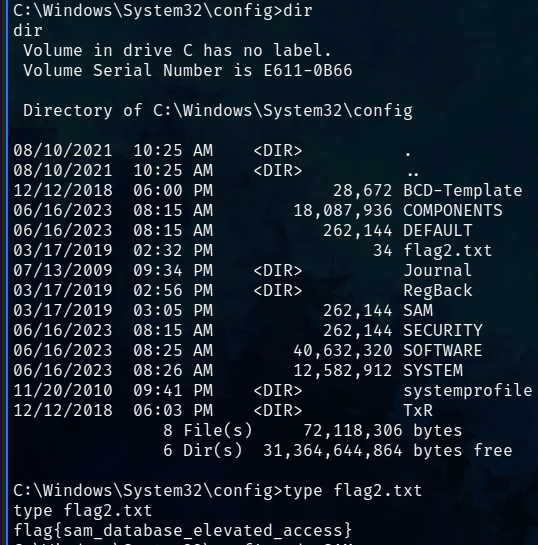 C:\Windows\System32\config>dir
dir
 Volume in drive C has no label.
 Volume Serial Number is E611-0B66

 Directory of C:\Windows\System32\config

08/10/2021  10:25 AM    <DIR>          .
08/10/2021  10:25 AM    <DIR>          ..
12/12/2018  06:00 PM            28,672 BCD-Template
06/16/2023  08:15 AM        18,087,936 COMPONENTS
06/16/2023  08:15 AM           262,144 DEFAULT
03/17/2019  02:32 PM                34 flag2.txt
07/13/2009  09:34 PM    <DIR>          Journal
03/17/2019  02:56 PM    <DIR>          RegBack
03/17/2019  03:05 PM           262,144 SAM
06/16/2023  08:15 AM           262,144 SECURITY
06/16/2023  08:25 AM        40,632,320 SOFTWARE
06/16/2023  08:26 AM        12,582,912 SYSTEM
11/20/2010  09:41 PM    <DIR>          systemprofile
12/12/2018  06:03 PM    <DIR>          TxR
               8 File(s)     72,118,306 bytes
               6 Dir(s)  31,364,644,864 bytes free

C:\Windows\System32\config>type flag2.txt
type flag2.txt
flag{sam_database_elevated_access}